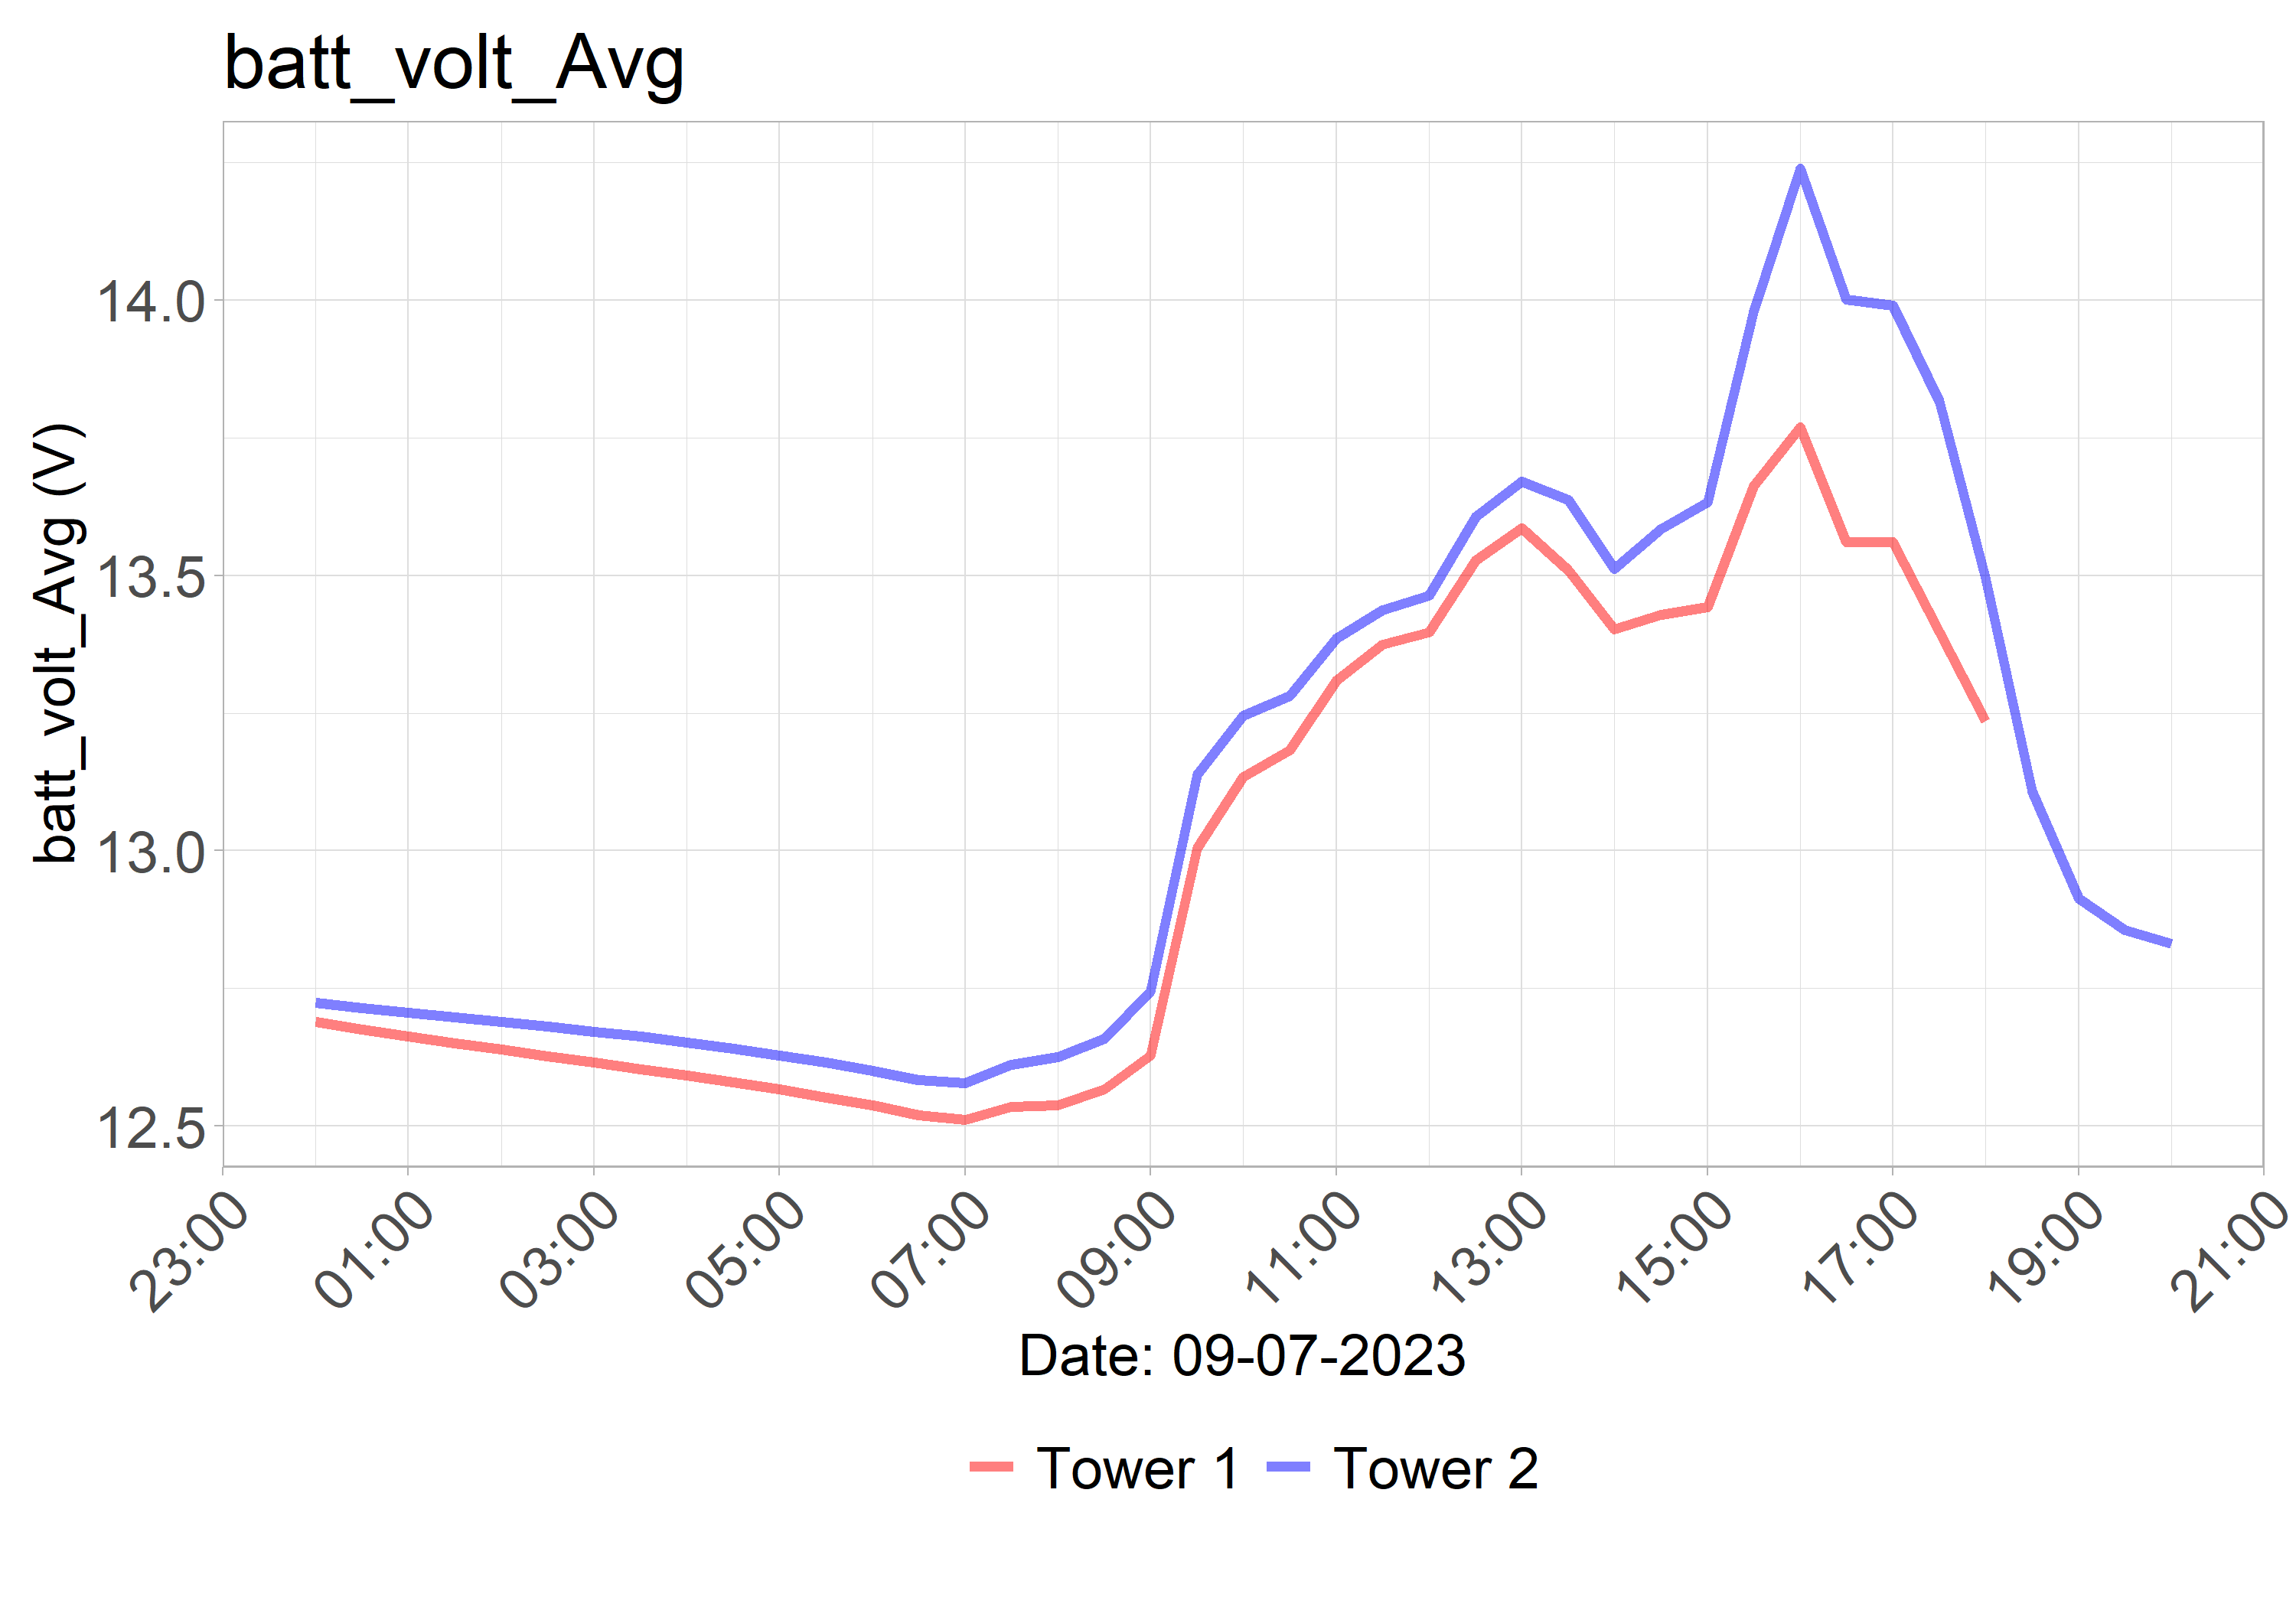 batt_volt_Avg
batt_volt_Avg (V)
14.0
13.5
13.0
12.5
23:00 01:00 03:00 05:00 07:00 09:00 11:00 13:00 15:00 17:00 19:00 21:00
Date: 09-07-2023
Tower 1 Tower 2